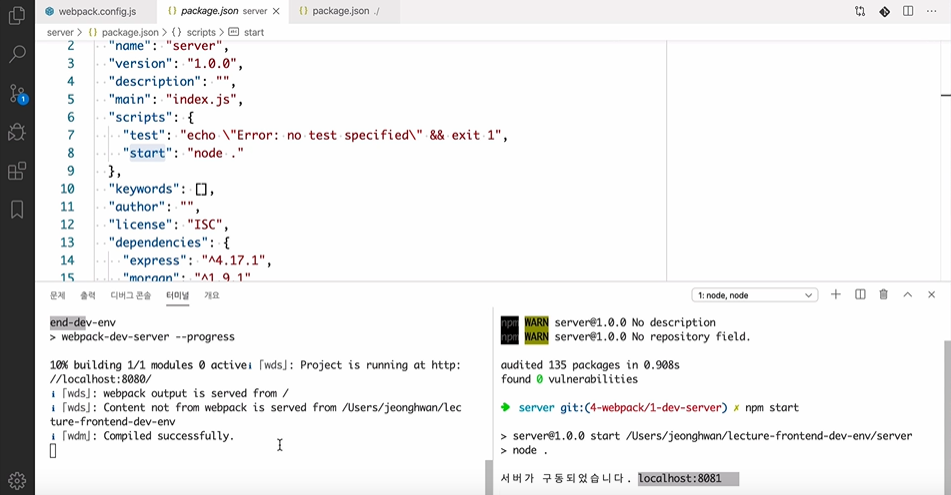 webpack.config.js
package.json server
package.json ./
server > package.json > scripts > start
2 "name": "server",
3 "version": "1.0.0",
4 "description": "",
5 "main": "index.js",
6 "scripts": {
7 "test": "echo \"Error: no test specified\" && exit 1",
8 "start": "node ."
9 },
10 "keywords": [],
11 "author": "",
12 "license": "ISC",
13 "dependencies": {
14 "express": "^4.17.1",
15 "morgan": "^1.9.1"
1
문제 출력 디버그 콘솔 터미널 개요
1: node, node
end-dev-env
> webpack-dev-server --progress
10% building 1/1 modules 0 activeℹ 「wds」: Project is running at http:
//localhost:8080/
ℹ 「wds」: webpack output is served from /
ℹ 「wds」: Content not from webpack is served from /Users/jeonghwan/lec
ture-frontend-dev-env
ℹ 「wdm」: Compiled successfully.
npm WARN server@1.0.0 No description
npm WARN server@1.0.0 No repository field.
audited 135 packages in 0.908s
found 0 vulnerabilities
➜ server git:(4-webpack/1-dev-server) ✗ npm start
> server@1.0.0 start /Users/jeonghwan/lecture-frontend-dev-env/server
> node .
서버가 구동되었습니다. localhost:8081